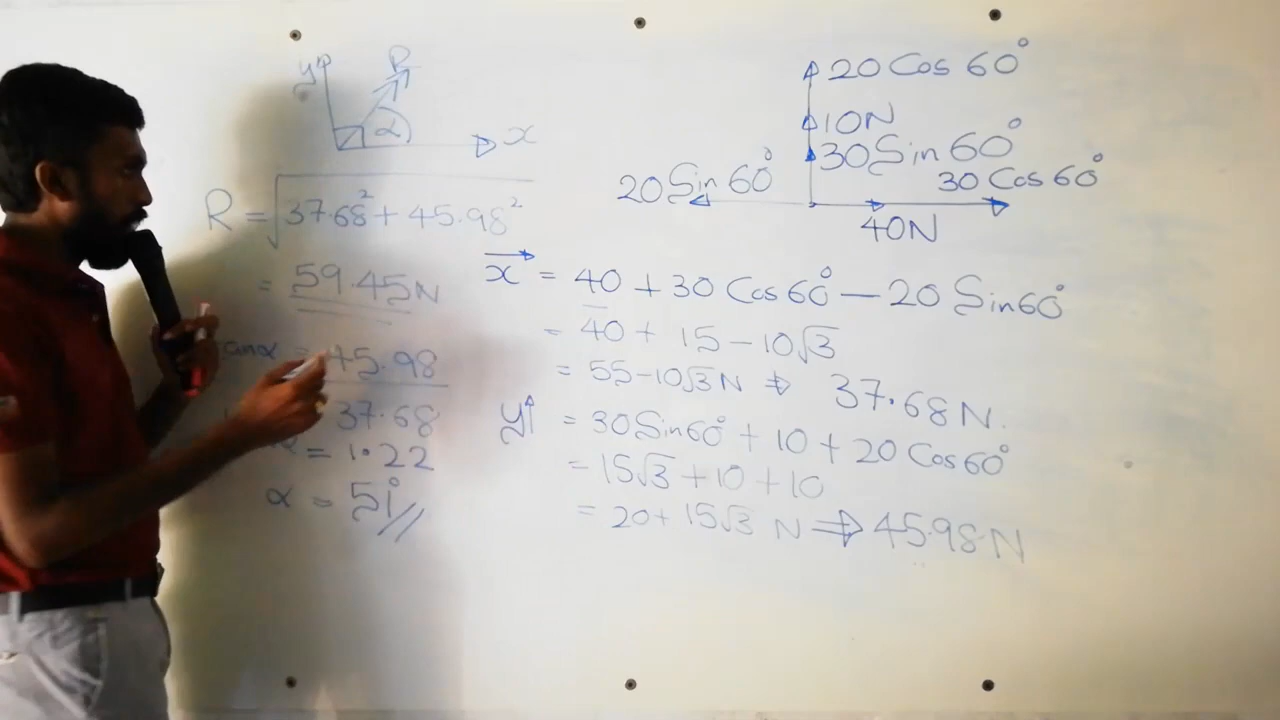 y
R
α
x
R = √37.68² + 45.98²
= 59.45N
tanα = 45.98
37.68
= 1.22
α = 51°
20 Cos 60°
10N
30 Sin 60°
20 Sin 60°
30 Cos 60°
40N
x = 40 + 30 Cos 60° − 20 Sin 60°
= 40 + 15 − 10√3
= 55 − 10√3 N ⇒ 37.68 N.
y↑ = 30 Sin 60° + 10 + 20 Cos 60°
= 15√3 + 10 + 10
= 20 + 15√3 N ⇒ 45.98 N